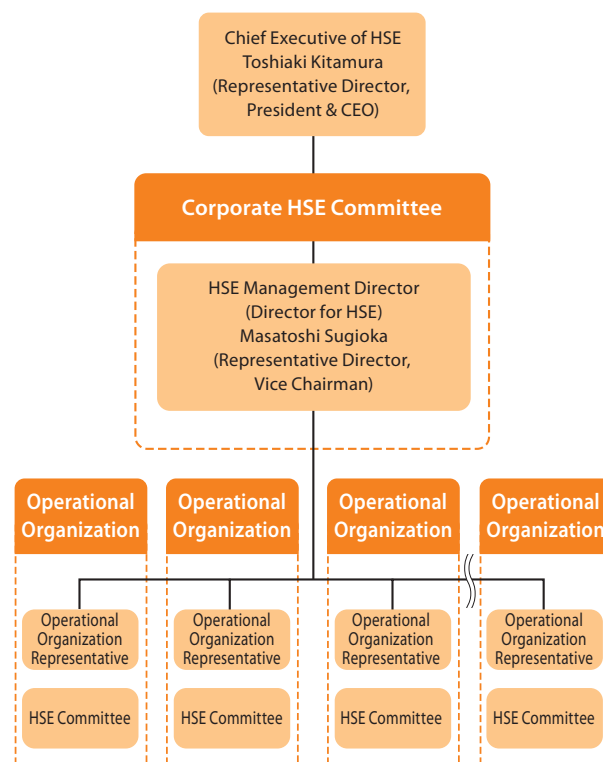 Chief Executive of HSE
Toshiaki Kitamura
(Representative Director,
President & CEO)
Corporate HSE Committee
HSE Management Director
(Director for HSE)
Masatoshi Sugioka
(Representative Director,
Vice Chairman)
Operational
Organization
Operational
Organization
Operational
Organization
Operational
Organization
Operational
Organization
Representative
Operational
Organization
Representative
Operational
Organization
Representative
Operational
Organization
Representative
HSE Committee
HSE Committee
HSE Committee
HSE Committee